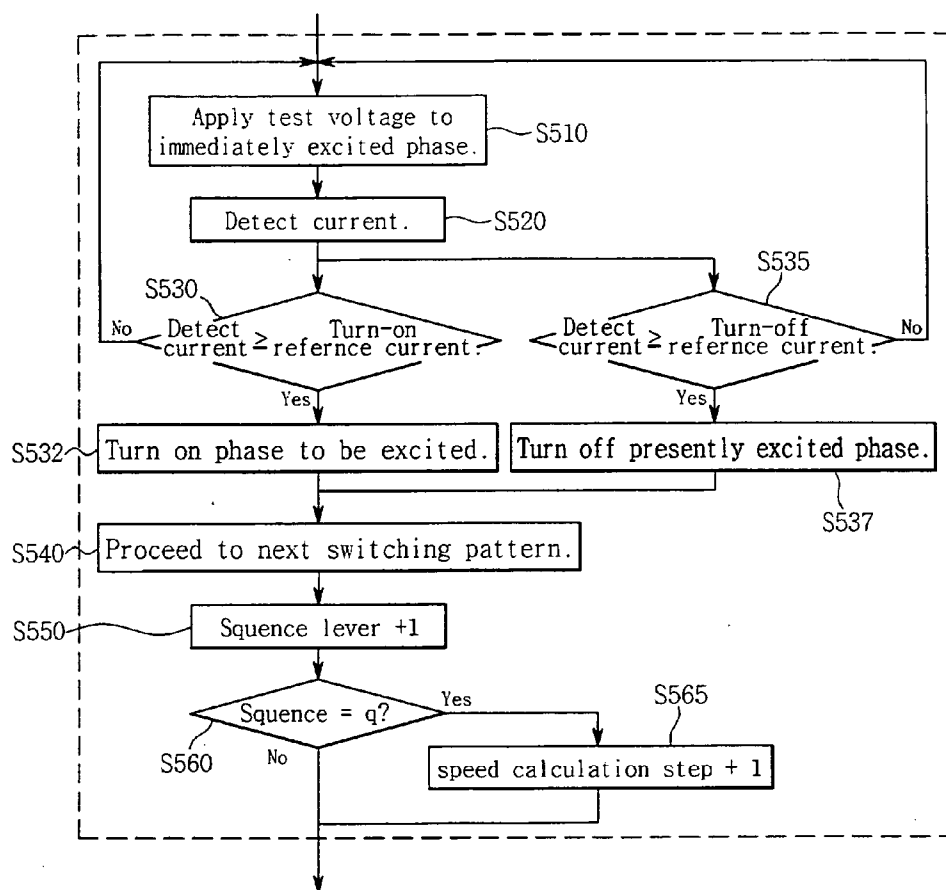 Apply test voltage to
immediately excited phase.
S510
Detect current.
S520
S530
S535
No
Detect
current
≥
Turn-on
refernce current.
Detect
current
≥
Turn-off
refernce current.
No
Yes
Yes
S532
Turn on phase to be excited.
Turn off presently excited phase.
S537
S540
Proceed to next switching pattern.
S550
Squence lever +1
Squence = q?
Yes
S565
S560
No
speed calculation step + 1